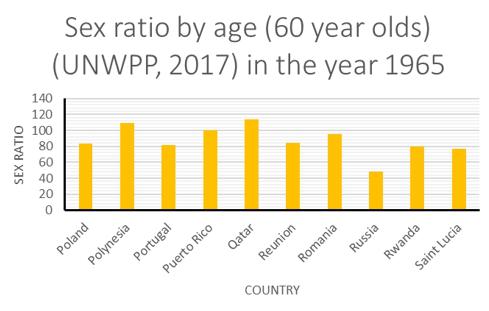 Sex ratio by age (60 year olds)
(UNWPP, 2017) in the year 1965
140
120
100
80
60
40
20
0
SEX RATIO
Poland
Polynesia
Portugal
Puerto Rico
Qatar
Reunion
Romania
Russia
Rwanda
Saint Lucia
COUNTRY